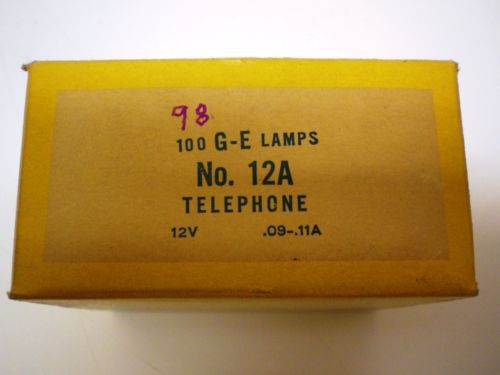 98
100 G-E LAMPS
No. 12A
TELEPHONE
12V .09-.11A